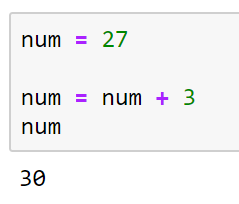 num = 27
num = num + 3
num
30